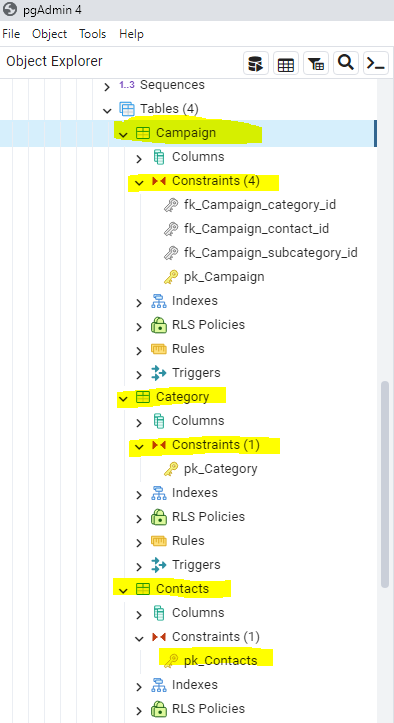 pgAdmin 4
File Object Tools Help
Object Explorer
1..3 Sequences
Tables (4)
Campaign
Columns
Constraints (4)
fk_Campaign_category_id
fk_Campaign_contact_id
fk_Campaign_subcategory_id
pk_Campaign
Indexes
RLS Policies
Rules
Triggers
Category
Columns
Constraints (1)
pk_Category
Indexes
RLS Policies
Rules
Triggers
Contacts
Columns
Constraints (1)
pk_Contacts
Indexes
RLS Policies